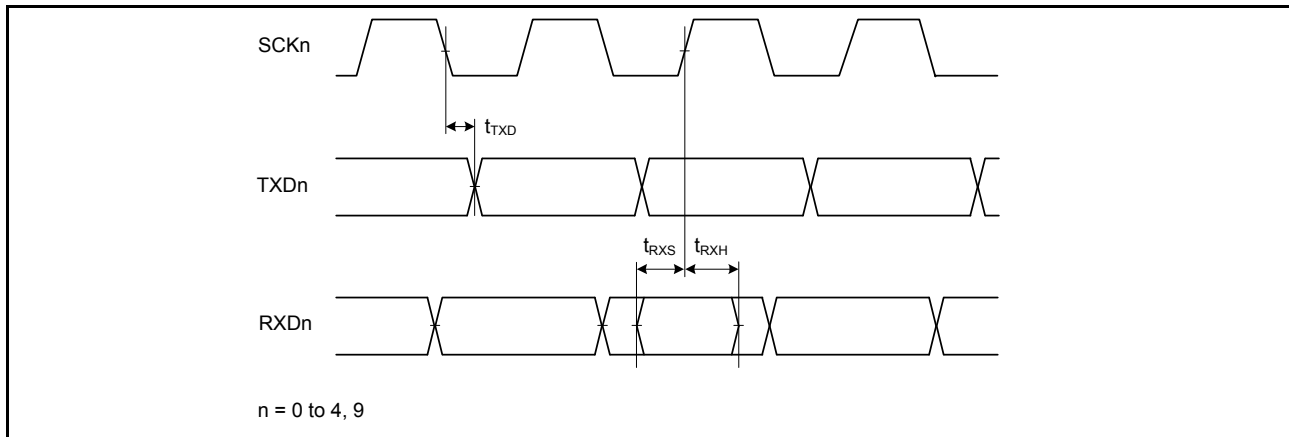 SCKn
tTXD
TXDn
tRXS tRXH
RXDn
n = 0 to 4, 9